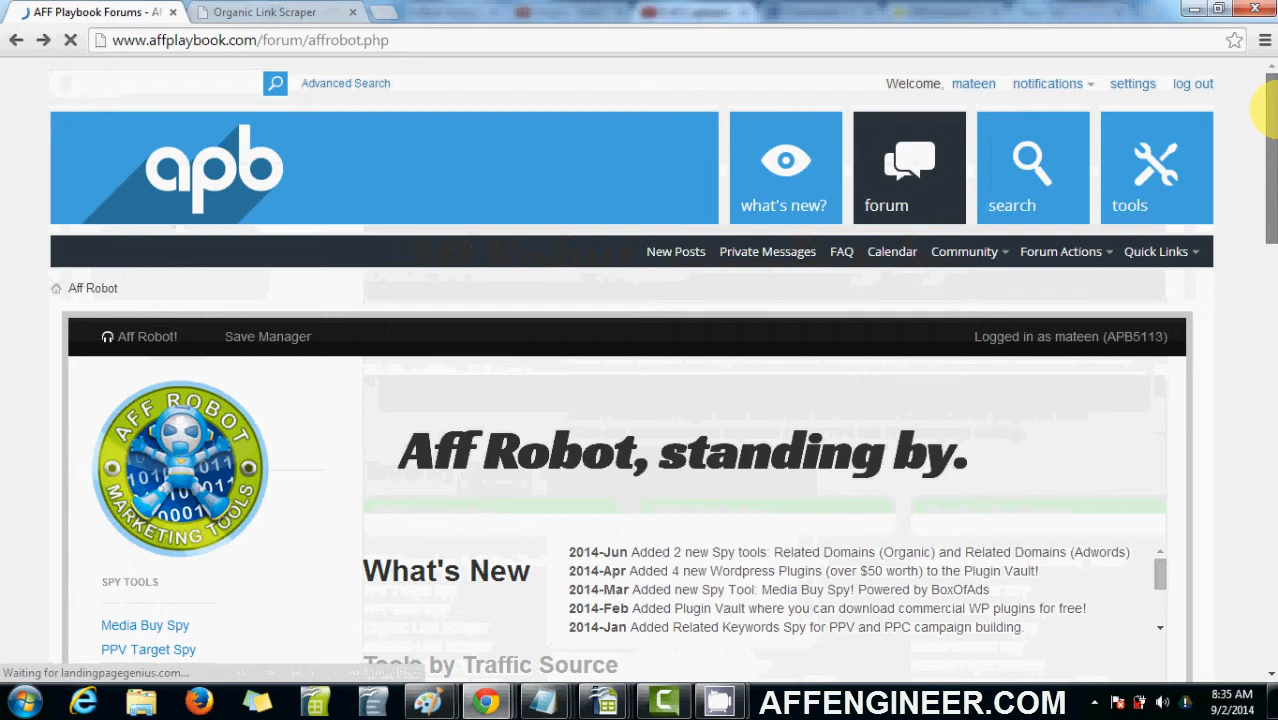 AFF Playbook Forums - Af
Organic Link Scraper
www.affplaybook.com/forum/affrobot.php
Advanced Search
Welcome, mateen notifications settings log out
apb
what's new?
forum
search
tools
New Posts Private Messages FAQ Calendar Community Forum Actions Quick Links
Aff Robot
Aff Robot! Save Manager Logged in as mateen (APB5113)
AFF ROBOT
MARKETING TOOLS
Aff Robot, standing by.
What's New
2014-Jun Added 2 new Spy tools: Related Domains (Organic) and Related Domains (Adwords)
2014-Apr Added 4 new Wordpress Plugins (over $50 worth) to the Plugin Vault!
2014-Mar Added new Spy Tool: Media Buy Spy! Powered by BoxOfAds
2014-Feb Added Plugin Vault where you can download commercial WP plugins for free!
2014-Jan Added Related Keywords Spy for PPV and PPC campaign building.
SPY TOOLS
Media Buy Spy
PPV Target Spy
Tools by Traffic Source
Waiting for landingpagegenius.com...
AFFENGINEER.COM
8:35 AM
9/2/2014